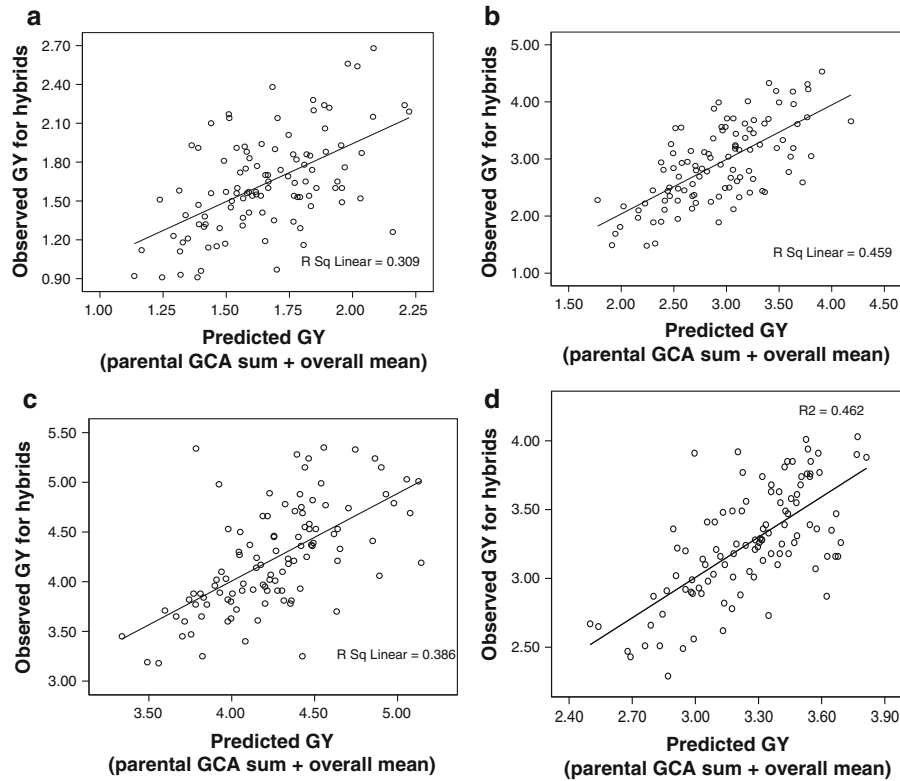 a
Observed GY for hybrids
2.70
2.40
2.10
1.80
1.50
1.20
0.90
R Sq Linear = 0.309
1.00 1.25 1.50 1.75 2.00 2.25
Predicted GY
(parental GCA sum + overall mean)
b
Observed GY for hybrids
5.00
4.00
3.00
2.00
1.00
R Sq Linear = 0.459
1.50 2.00 2.50 3.00 3.50 4.00 4.50
Predicted GY
(parental GCA sum + overall mean)
c
Observed GY for hybrids
5.50
5.00
4.50
4.00
3.50
3.00
R Sq Linear = 0.386
3.50 4.00 4.50 5.00
Predicted GY
(parental GCA sum + overall mean)
d
Observed GY for hybrids
R2 = 0.462
4.00
3.50
3.00
2.50
2.40 2.70 3.00 3.30 3.60 3.90
Predicted GY
(parental GCA sum + overall mean)